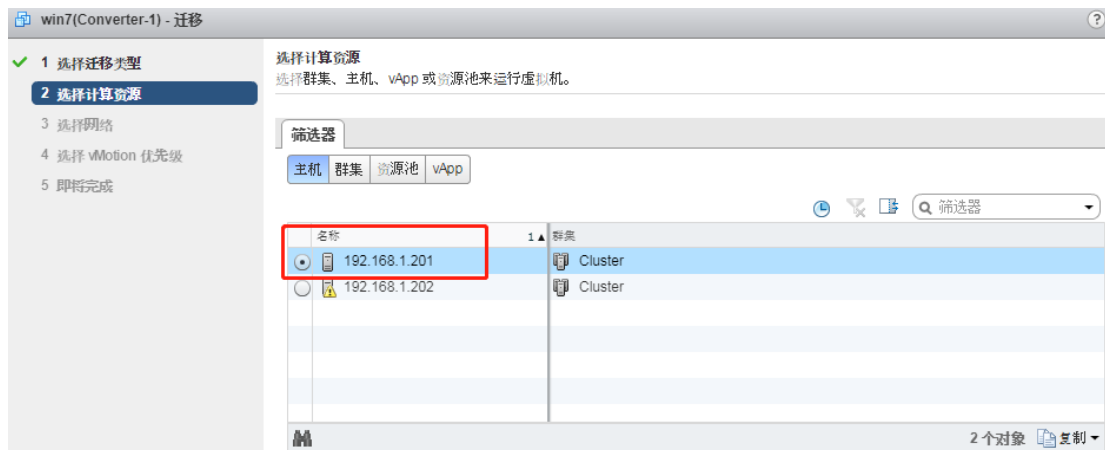 win7(Converter-1) - 迁移
?
1 选择迁移类型
2 选择计算资源
3 选择网络
4 选择 vMotion 优先级
5 即将完成
选择计算资源
选择群集、主机、vApp 或资源池来运行虚拟机。
筛选器
主机 群集 资源池 vApp
筛选器
名称 1▲ 群集
192.168.1.201 Cluster
192.168.1.202 Cluster
2 个对象 复制